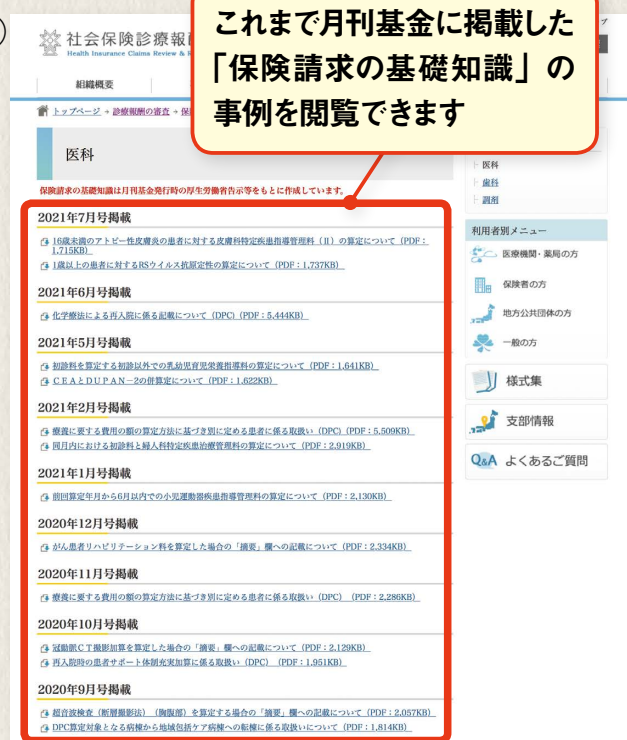 これまで月刊基金に掲載した
「保険請求の基礎知識」の
事例を閲覧できます
社会保険診療報
Health Insurance Claims Review &
組織概要
トップページ → 診療報酬の審査 →
医科
保険請求の基礎知識は月刊基金発行時の厚生労働省告示等をもとに作成しています。
2021年7月号掲載
16歳未満のアトピー性皮膚炎の患者に対する皮膚科特定疾患指導管理料（Ⅱ）の算定について（PDF：
1,715KB）
1歳以上の患者に対するRSウイルス抗原定性の算定について（PDF：1,737KB）
2021年6月号掲載
化学療法による再入院に係る記載について（DPC）(PDF：5,444KB）
2021年5月号掲載
初診料を算定する初診以外での乳幼児育児栄養指導料の算定について（PDF：1,641KB）
ＣＥＡとＤＵＰＡＮ－2の併算定について（PDF：1,622KB）
2021年2月号掲載
療養に要する費用の額の算定方法に基づき別に定める患者に係る取扱い（DPC）(PDF：5,509KB）
同月内における初診料と婦人科特定疾患治療管理料の算定について（PDF：2,919KB）
2021年1月号掲載
前回算定年月から6月以内での小児運動器疾患指導管理料の算定について（PDF：2,130KB）
2020年12月号掲載
がん患者リハビリテーション料を算定した場合の「摘要」欄への記載について（PDF：2,334KB）
2020年11月号掲載
療養に要する費用の額の算定方法に基づき別に定める患者に係る取扱い（DPC）（PDF：2,286KB）
2020年10月号掲載
冠動脈ＣＴ撮影加算を算定した場合の「摘要」欄への記載について（PDF：2,129KB）
再入院時の患者サポート体制充実加算に係る取扱い（DPC）（PDF：1,951KB）
2020年9月号掲載
超音波検査（断層撮影法）（胸腹部）を算定する場合の「摘要」欄への記載について（PDF：2,057KB）
DPC算定対象となる病棟から地域包括ケア病棟への転棟に係る取扱いについて（PDF：1,814KB）
医科
歯科
調剤
利用者別メニュー
医療機関・薬局の方
保険者の方
地方公共団体の方
一般の方
様式集
支部情報
Q&A よくあるご質問